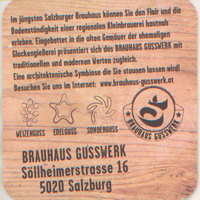 Im jüngsten Salzburger Brauhaus können Sie den Flair und die
Bodenständigkeit einer regionalen Kleinbrauerei hautnah
erleben. Eingebettet in die alten Gemäuer der ehemaligen
Glockengießerei präsentiert sich das BRAUHAUS GUSSWERK mit
traditionellen und modernen Werten zugleich.
Eine architektonische Symbiose die Sie staunen lassen wird!
Besuchen Sie uns im Internet: www.brauhaus-gusswerk.at
WEIZENGUSS EDELGUSS SONDERGUSS
BRAUHAUS GUSSWERK
BRAUHAUS GUSSWERK
Söllheimerstrasse 16
5020 Salzburg